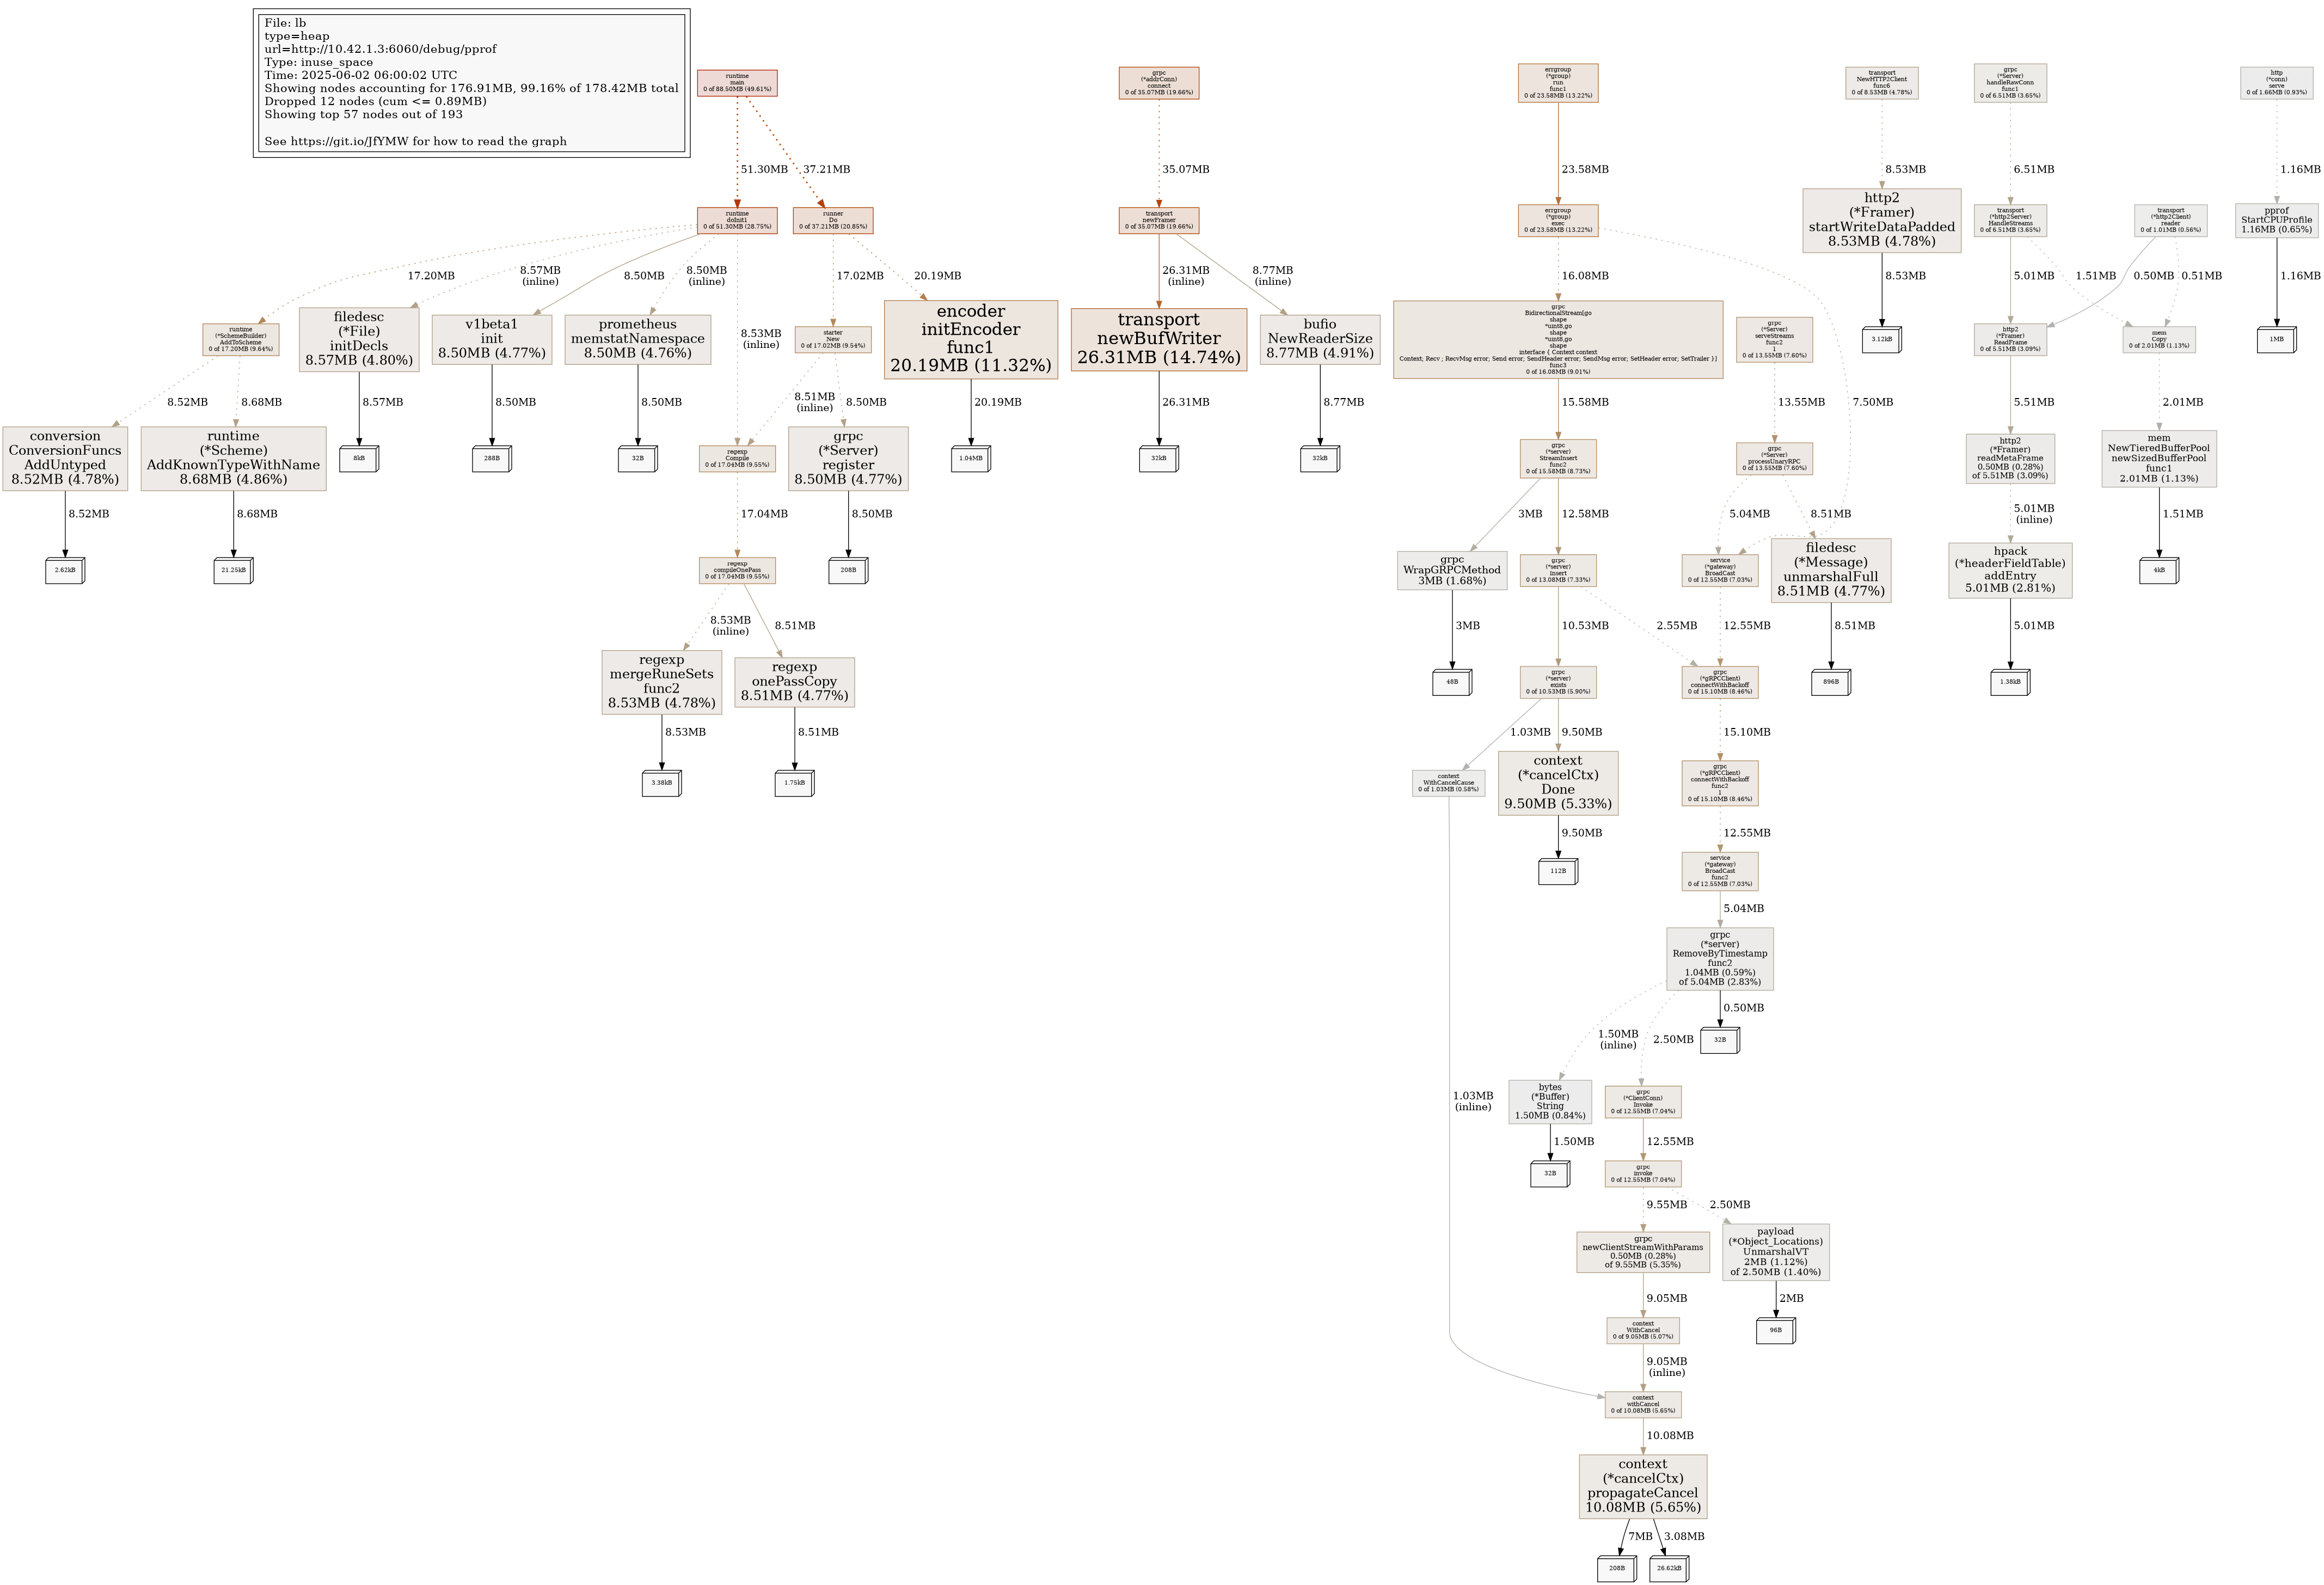 File: lb
type=heap
url=http://10.42.1.3:6060/debug/pprof
Type: inuse_space
Time: 2025-06-02 06:00:02 UTC
Showing nodes accounting for 176.91MB, 99.16% of 178.42MB total
Dropped 12 nodes (cum <= 0.89MB)
Showing top 57 nodes out of 193
See https://git.io/JfYMW for how to read the graph
runtime
main
0 of 88.50MB (49.61%)
51.30MB
37.21MB
runtime
doInit1
0 of 51.30MB (28.75%)
runner
Do
0 of 37.21MB (20.85%)
17.20MB
8.57MB
(inline)
8.50MB
8.50MB
(inline)
8.53MB
(inline)
17.02MB
20.19MB
runtime
(*SchemeBuilder)
AddToScheme
0 of 17.20MB (9.64%)
filedesc
(*File)
initDecls
8.57MB (4.80%)
v1beta1
init
8.50MB (4.77%)
prometheus
memstatNamespace
8.50MB (4.76%)
starter
New
0 of 17.02MB (9.54%)
encoder
initEncoder
func1
20.19MB (11.32%)
8.52MB
8.68MB
8.57MB
8.50MB
8.50MB
8.51MB
(inline)
8.50MB
20.19MB
conversion
ConversionFuncs
AddUntyped
8.52MB (4.78%)
runtime
(*Scheme)
AddKnownTypeWithName
8.68MB (4.86%)
8kB
288B
32B
regexp
Compile
0 of 17.04MB (9.55%)
grpc
(*Server)
register
8.50MB (4.77%)
1.04MB
8.52MB
8.68MB
17.04MB
8.50MB
2.62kB
21.25kB
regexp
compileOnePass
0 of 17.04MB (9.55%)
208B
8.53MB
(inline)
8.51MB
regexp
mergeRuneSets
func2
8.53MB (4.78%)
regexp
onePassCopy
8.51MB (4.77%)
8.53MB
8.51MB
3.38kB
1.75kB
grpc
(*addrConn)
connect
0 of 35.07MB (19.66%)
35.07MB
transport
newFramer
0 of 35.07MB (19.66%)
26.31MB
(inline)
8.77MB
(inline)
transport
newBufWriter
26.31MB (14.74%)
bufio
NewReaderSize
8.77MB (4.91%)
26.31MB
8.77MB
32kB
32kB
errgroup
(*group)
run
func1
0 of 23.58MB (13.22%)
23.58MB
errgroup
(*group)
exec
0 of 23.58MB (13.22%)
16.08MB
7.50MB
grpc
BidirectionalStream[go
shape
*uint8,go
shape
*uint8,go
shape
interface { Context context
Context; Recv ; RecvMsg error; Send error; SendHeader error; SendMsg error; SetHeader error; SetTrailer }]
func3
0 of 16.08MB (9.01%)
15.58MB
grpc
(*server)
StreamInsert
func2
0 of 15.58MB (8.73%)
3MB
12.58MB
grpc
WrapGRPCMethod
3MB (1.68%)
grpc
(*server)
Insert
0 of 13.08MB (7.33%)
3MB
10.53MB
2.55MB
48B
grpc
(*server)
exists
0 of 10.53MB (5.90%)
1.03MB
9.50MB
context
WithCancelCause
0 of 1.03MB (0.58%)
context
(*cancelCtx)
Done
9.50MB (5.33%)
9.50MB
112B
1.03MB
(inline)
grpc
(*Server)
serveStreams
func2
1
0 of 13.55MB (7.60%)
13.55MB
grpc
(*Server)
processUnaryRPC
0 of 13.55MB (7.60%)
5.04MB
8.51MB
service
(*gateway)
BroadCast
0 of 12.55MB (7.03%)
filedesc
(*Message)
unmarshalFull
8.51MB (4.77%)
12.55MB
8.51MB
grpc
(*gRPCClient)
connectWithBackoff
0 of 15.10MB (8.46%)
896B
15.10MB
grpc
(*gRPCClient)
connectWithBackoff
func2
1
0 of 15.10MB (8.46%)
12.55MB
service
(*gateway)
BroadCast
func2
0 of 12.55MB (7.03%)
5.04MB
grpc
(*server)
RemoveByTimestamp
func2
1.04MB (0.59%)
of 5.04MB (2.83%)
1.50MB
(inline)
2.50MB
0.50MB
32B
bytes
(*Buffer)
String
1.50MB (0.84%)
grpc
(*ClientConn)
Invoke
0 of 12.55MB (7.04%)
1.50MB
12.55MB
32B
grpc
invoke
0 of 12.55MB (7.04%)
9.55MB
2.50MB
grpc
newClientStreamWithParams
0.50MB (0.28%)
of 9.55MB (5.35%)
payload
(*Object_Locations)
UnmarshalVT
2MB (1.12%)
of 2.50MB (1.40%)
9.05MB
2MB
context
WithCancel
0 of 9.05MB (5.07%)
96B
9.05MB
(inline)
context
withCancel
0 of 10.08MB (5.65%)
10.08MB
context
(*cancelCtx)
propagateCancel
10.08MB (5.65%)
7MB
3.08MB
208B
26.62kB
transport
NewHTTP2Client
func6
0 of 8.53MB (4.78%)
8.53MB
http2
(*Framer)
startWriteDataPadded
8.53MB (4.78%)
8.53MB
3.12kB
grpc
(*Server)
handleRawConn
func1
0 of 6.51MB (3.65%)
6.51MB
transport
(*http2Server)
HandleStreams
0 of 6.51MB (3.65%)
transport
(*http2Client)
reader
0 of 1.01MB (0.56%)
5.01MB
1.51MB
0.50MB
0.51MB
http2
(*Framer)
ReadFrame
0 of 5.51MB (3.09%)
mem
Copy
0 of 2.01MB (1.13%)
5.51MB
2.01MB
http2
(*Framer)
readMetaFrame
0.50MB (0.28%)
of 5.51MB (3.09%)
mem
NewTieredBufferPool
newSizedBufferPool
func1
2.01MB (1.13%)
5.01MB
(inline)
1.51MB
hpack
(*headerFieldTable)
addEntry
5.01MB (2.81%)
4kB
5.01MB
1.38kB
http
(*conn)
serve
0 of 1.66MB (0.93%)
1.16MB
pprof
StartCPUProfile
1.16MB (0.65%)
1.16MB
1MB